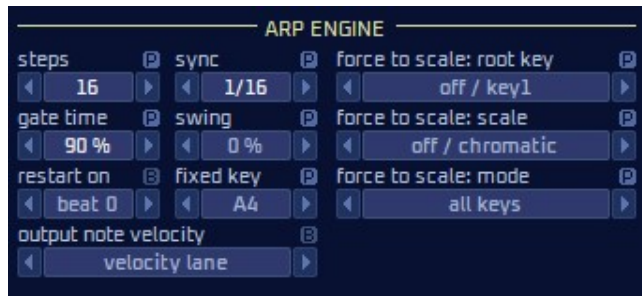 ARP ENGINE
steps P sync P force to scale: root key P
16 1/16 off / key1
gate time P swing P force to scale: scale P
90 % 0 % off / chromatic
restart on B fixed key P force to scale: mode P
beat 0 A4 all keys
output note velocity B
velocity lane